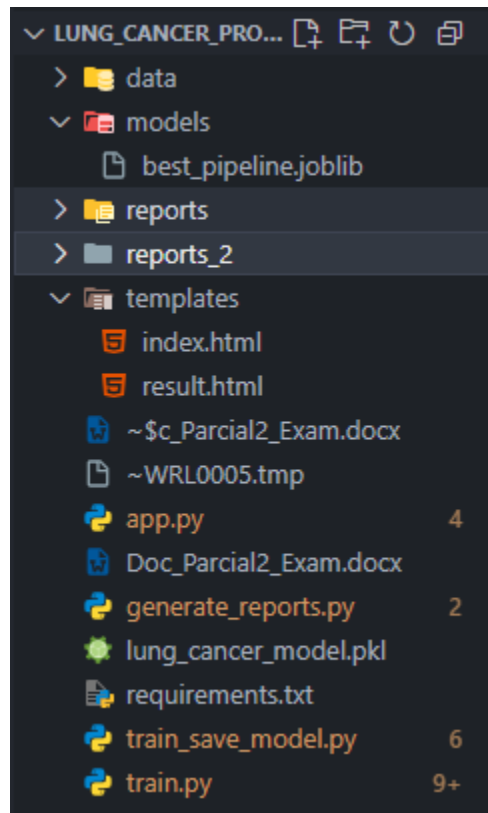 LUNG_CANCER_PRO...
data
models
best_pipeline.joblib
reports
reports_2
templates
index.html
result.html
~$c_Parcial2_Exam.docx
~WRL0005.tmp
app.py 4
Doc_Parcial2_Exam.docx
generate_reports.py 2
lung_cancer_model.pkl
requirements.txt
train_save_model.py 6
train.py 9+